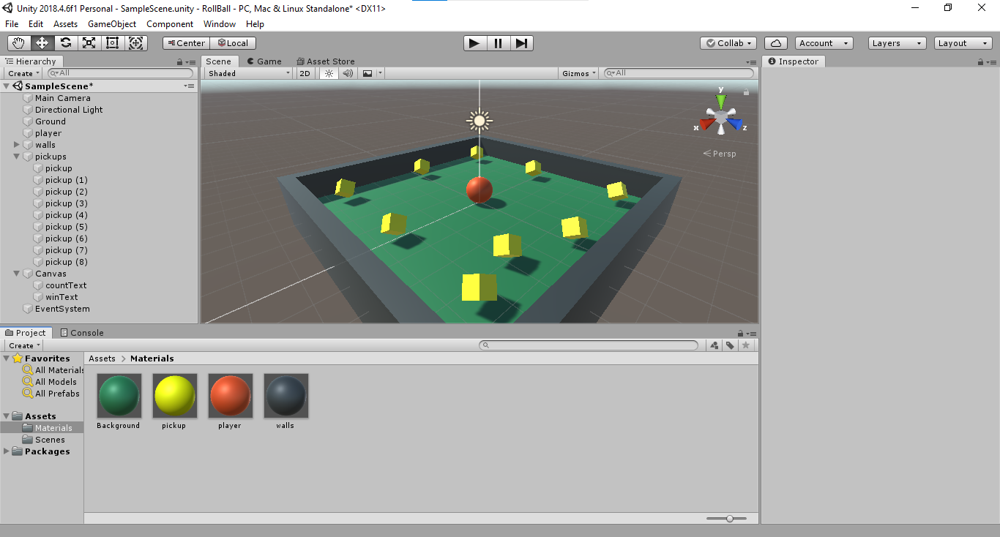 Unity 2018.4.6f1 Personal - SampleScene.unity - RollBall - PC, Mac & Linux Standalone* <DX11>
File Edit Assets GameObject Component Window Help
Center Local Collab Account Layers Layout
Hierarchy
Create All
SampleScene*
Main Camera
Directional Light
Ground
player
walls
pickups
pickup
pickup (1)
pickup (2)
pickup (3)
pickup (4)
pickup (5)
pickup (6)
pickup (7)
pickup (8)
Canvas
countText
winText
EventSystem
Scene Game Asset Store
Shaded 2D Gizmos All
y
x z
Persp
Inspector
Project Console
Create
Favorites
All Materials
All Models
All Prefabs
Assets
Materials
Scenes
Packages
Assets > Materials
Background pickup player walls